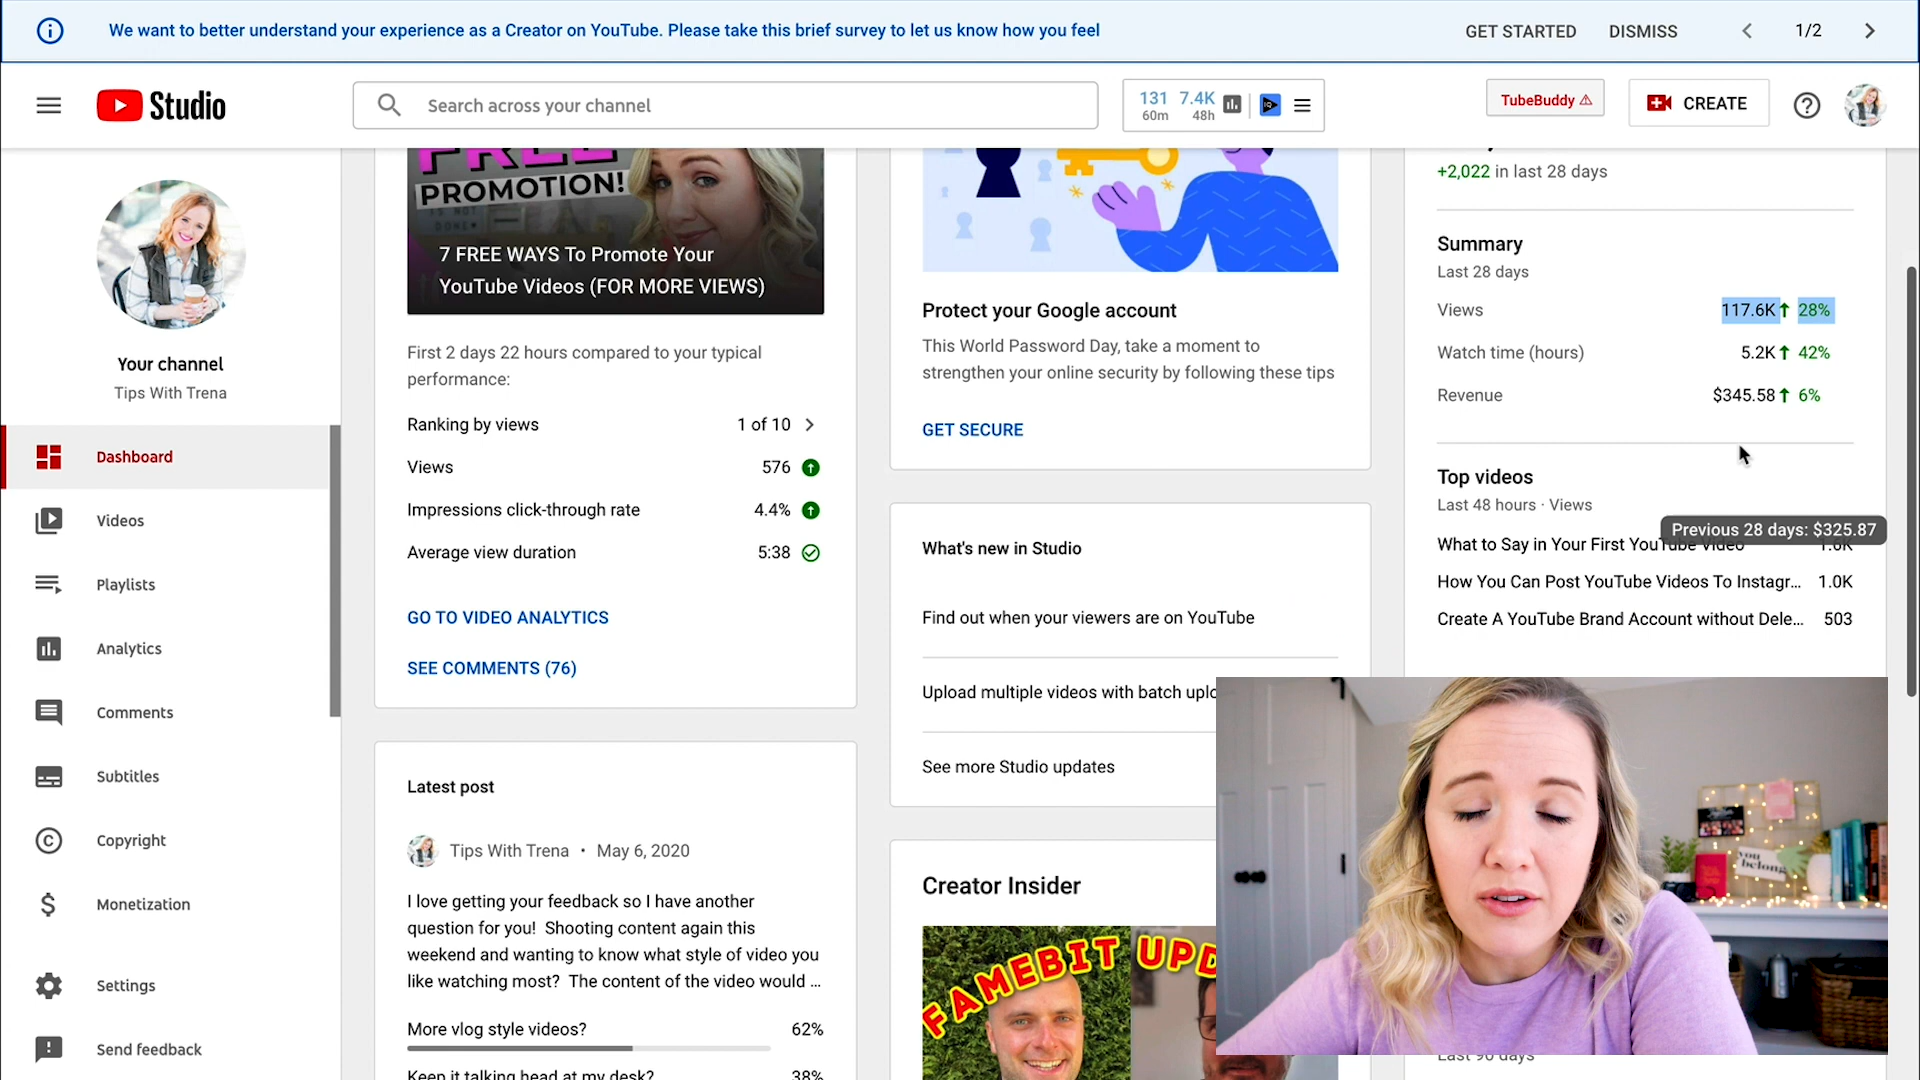 We want to better understand your experience as a Creator on YouTube. Please take this brief survey to let us know how you feel
GET STARTED
DISMISS
1/2
Studio
Search across your channel
131
60m
7.4K
48h
TubeBuddy
CREATE
Your channel
Tips With Trena
Dashboard
Videos
Playlists
Analytics
Comments
Subtitles
Copyright
Monetization
Settings
Send feedback
FREE
PROMOTION!
7 FREE WAYS To Promote Your
YouTube Videos (FOR MORE VIEWS)
First 2 days 22 hours compared to your typical
performance:
Ranking by views 1 of 10
Views 576
Impressions click-through rate 4.4%
Average view duration 5:38
GO TO VIDEO ANALYTICS
SEE COMMENTS (76)
Latest post
Tips With Trena • May 6, 2020
I love getting your feedback so I have another
question for you! Shooting content again this
weekend and wanting to know what style of video you
like watching most? The content of the video would ...
More vlog style videos? 62%
Keep it talking head at my desk? 38%
Protect your Google account
This World Password Day, take a moment to
strengthen your online security by following these tips
GET SECURE
What's new in Studio
Find out when your viewers are on YouTube
Upload multiple videos with batch uplo
See more Studio updates
Creator Insider
FAMEBIT UPD
+2,022 in last 28 days
Summary
Last 28 days
Views 117.6K 28%
Watch time (hours) 5.2K 42%
Revenue $345.58 6%
Top videos
Last 48 hours · Views
Previous 28 days: $325.87
What to Say in Your First YouTube Video
How You Can Post YouTube Videos To Instagr... 1.0K
Create A YouTube Brand Account without Dele... 503
you
belong
Last 90 days